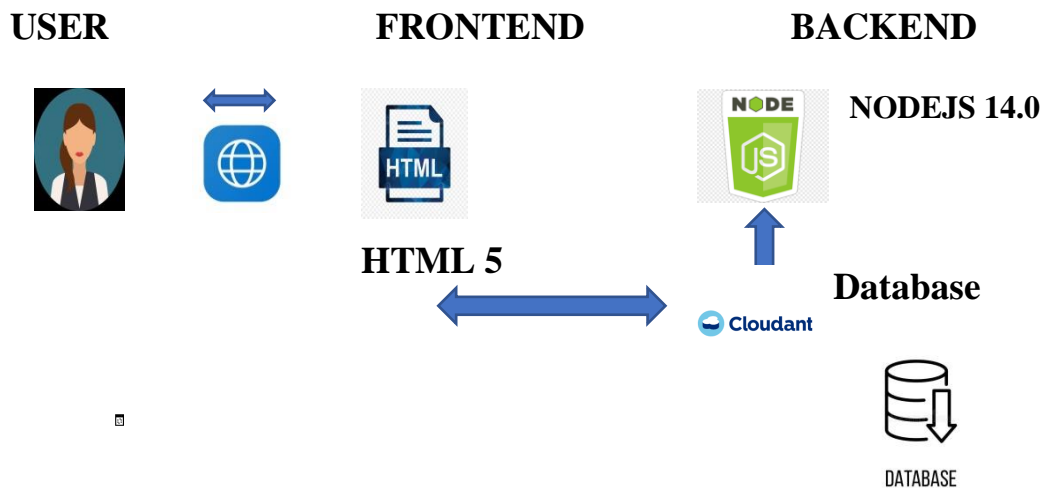 USER
FRONTEND
BACKEND
HTML
NODE
JS
NODEJS 14.0
HTML 5
Database
Cloudant
DATABASE